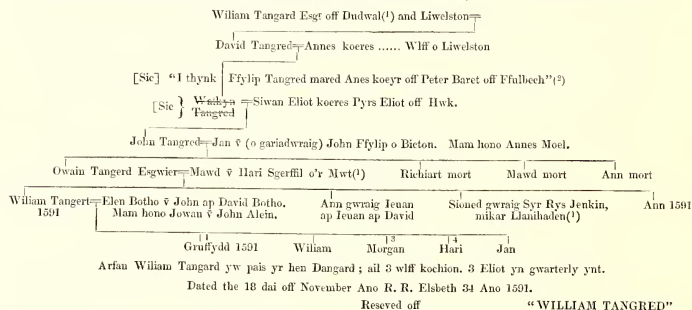 Wiliam Tangard Esgr off Dudwal(1) and Liwelston
David Tangred Annes koeres ...... Wlff o Liwelston
[Sic] "I thynk Ffylip Tangred mared Anes koeyr off Peter Baret off Ffulbech"(2)
[Sic } Watkyn Siwan Eliot koeres Pyrs Eliot off Hwk.
Tangred
John Tangred Jan v̄ (o gariadwraig) John Ffylip o Bicton. Mam hono Annes Moel.
Owain Tangerd Esgwier Mawd v̄ Hari Sgerffil o'r Mwt(1) Richiart mort Mawd mort Ann mort
Wiliam Tangert Elen Botho v̄ John ap David Botho. Ann gwraig Ieuan Sioned gwraig Syr Rys Jenkin, Ann 1591
1591 Mam hono Jowan v̄ John Alein. ap Ieuan ap David mikar Llanihaden(1)
1 3 4
Gruffydd 1591 Wiliam Morgan Hari Jan
Arfau Wiliam Tangard yw pais yr hen Dangard ; ail 3 wlff kochion. 3 Eliot yn gwarterly ynt.
Dated the 18 dai off November Ano R. R. Elsbeth 34 Ano 1591.
Reseved off "WILLIAM TANGRED"